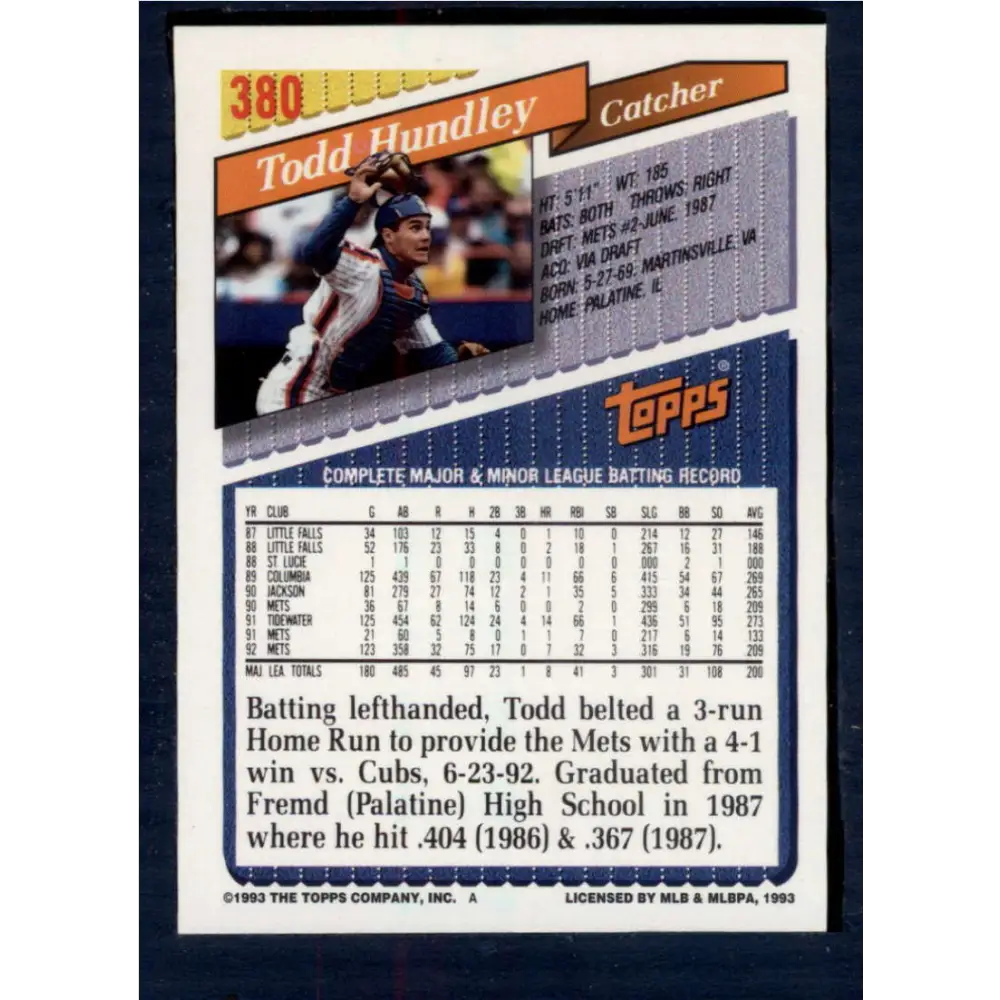 380
Todd Hundley
Catcher
HT: 5'11" WT: 185
BATS: BOTH THROWS: RIGHT
DRFT: METS #2-JUNE, 1987
ACQ: VIA DRAFT
BORN: 5-27-69, MARTINSVILLE, VA
HOME: PALATINE, IL
topps®
COMPLETE MAJOR & MINOR LEAGUE BATTING RECORD
YR CLUB G AB R H 2B 3B HR RBI SB SLG BB SO AVG
87 LITTLE FALLS 34 103 12 15 4 0 1 10 0 .214 12 27 .146
88 LITTLE FALLS 52 176 23 33 8 0 2 18 1 .267 16 31 .188
88 ST LUCIE 1 1 0 0 0 0 0 0 0 .000 2 1 .000
89 COLUMBIA 125 439 67 118 23 4 11 66 6 .415 54 67 .269
90 JACKSON 81 279 27 74 12 2 1 35 5 .333 34 44 .265
90 METS 36 67 8 14 6 0 0 2 0 .299 6 18 .209
91 TIDEWATER 125 454 62 124 24 4 14 66 1 .436 51 95 .273
91 METS 21 60 5 8 0 1 1 7 0 .217 6 14 .133
92 METS 123 358 32 75 17 0 7 32 3 .316 19 76 .209
MAJ. LEA. TOTALS 180 485 45 97 23 1 8 41 3 .301 31 108 .200
Batting lefthanded, Todd belted a 3-run
Home Run to provide the Mets with a 4-1
win vs. Cubs, 6-23-92. Graduated from
Fremd (Palatine) High School in 1987
where he hit .404 (1986) & .367 (1987).
©1993 THE TOPPS COMPANY, INC. A
LICENSED BY MLB & MLBPA, 1993